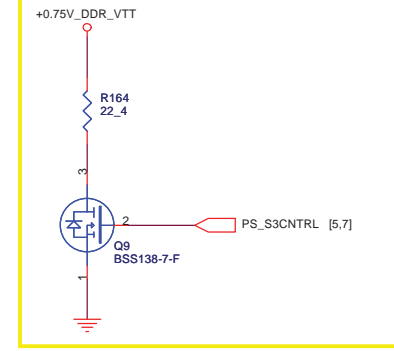 +0.75V_DDR_VTT
R164
22_4
3
2
PS_S3CNTRL [5,7]
Q9
BSS138-7-F
1